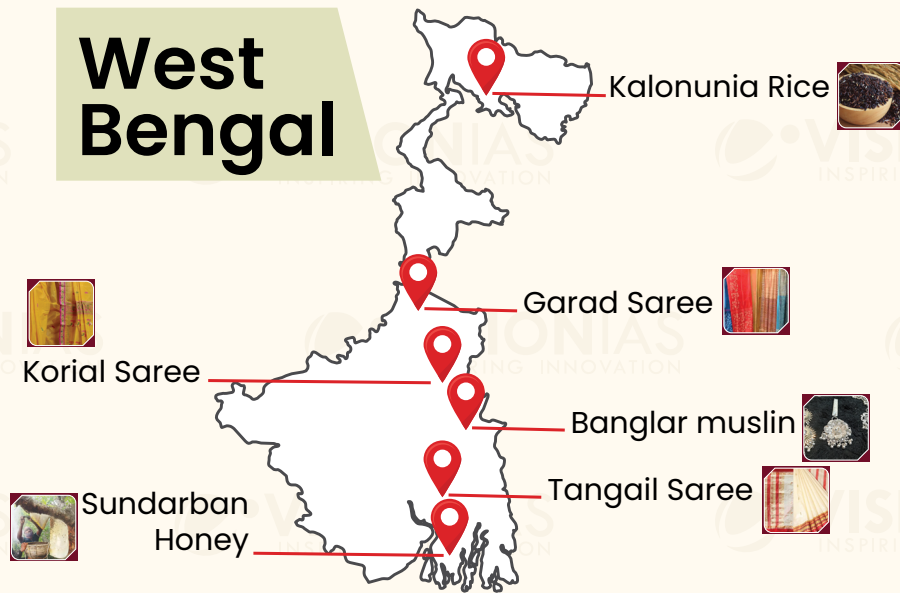 West
Bengal
Kalonunia Rice
Garad Saree
Korial Saree
Banglar muslin
Tangail Saree
Sundarban
Honey